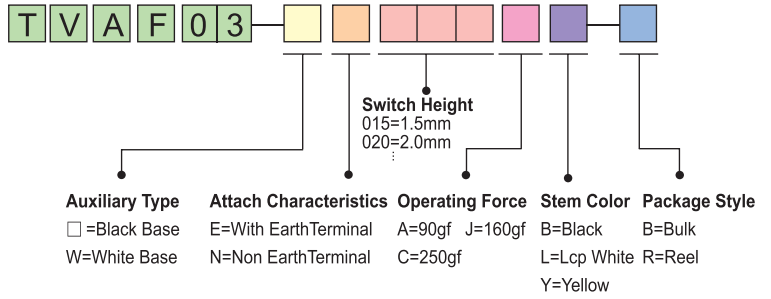 TVAF03
Switch Height
015=1.5mm
020=2.0mm
⋮
Auxiliary Type
□ =Black Base
W=White Base
Attach Characteristics
E=With EarthTerminal
N=Non EarthTerminal
Operating Force
A=90gf J=160gf
C=250gf
Stem Color
B=Black
L=Lcp White
Y=Yellow
Package Style
B=Bulk
R=Reel